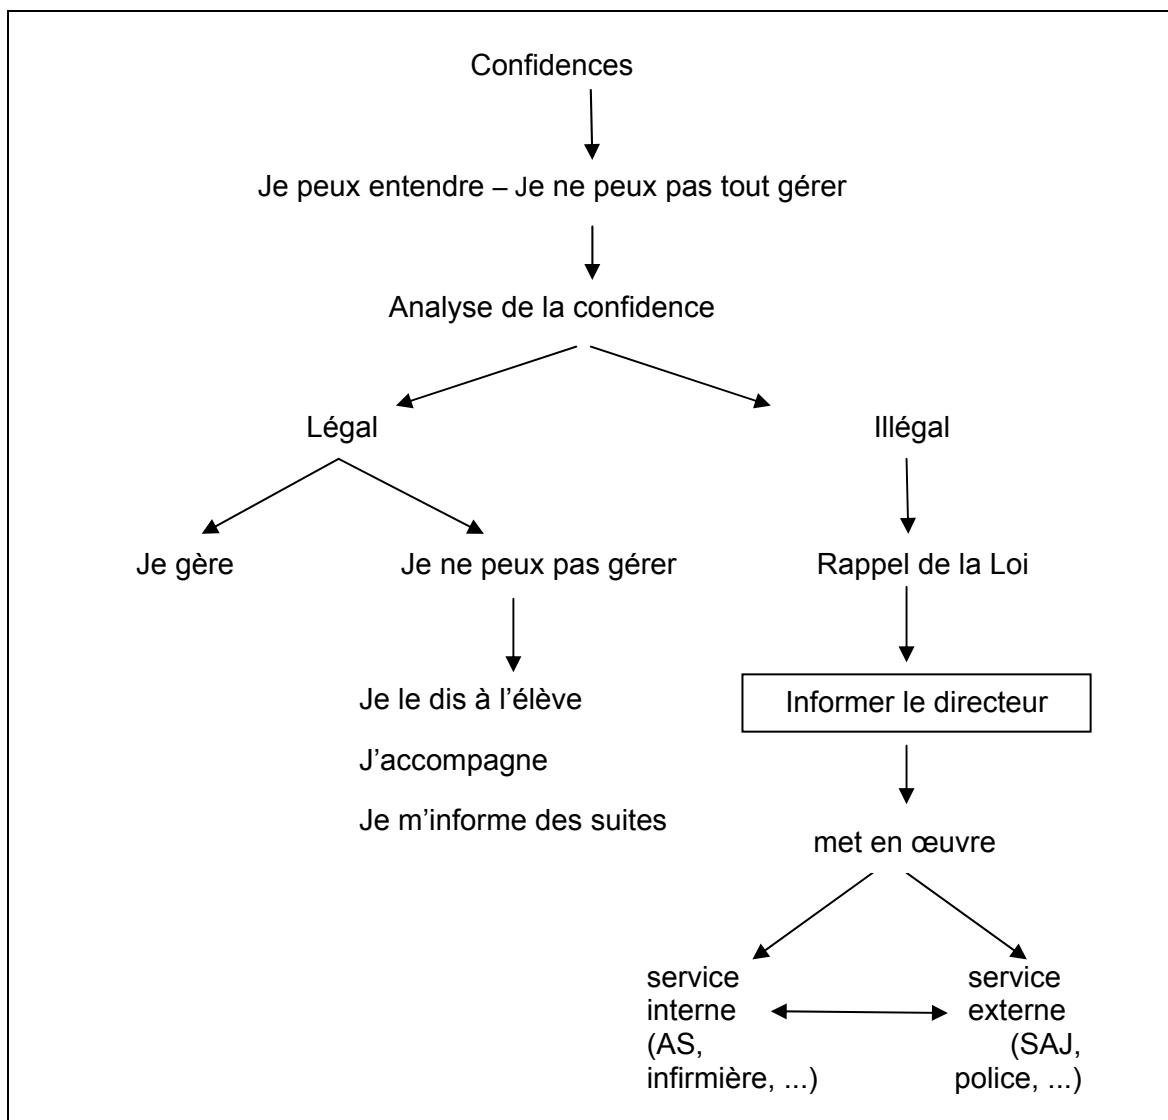 Confidences
Je peux entendre – Je ne peux pas tout gérer
Analyse de la confidence
Légal
Illégal
Je gère
Je ne peux pas gérer
Rappel de la Loi
Je le dis à l’élève
Informer le directeur
J’accompagne
Je m’informe des suites
met en œuvre
service
interne
(AS,
infirmière, ...)
service
externe
(SAJ,
police, ...)